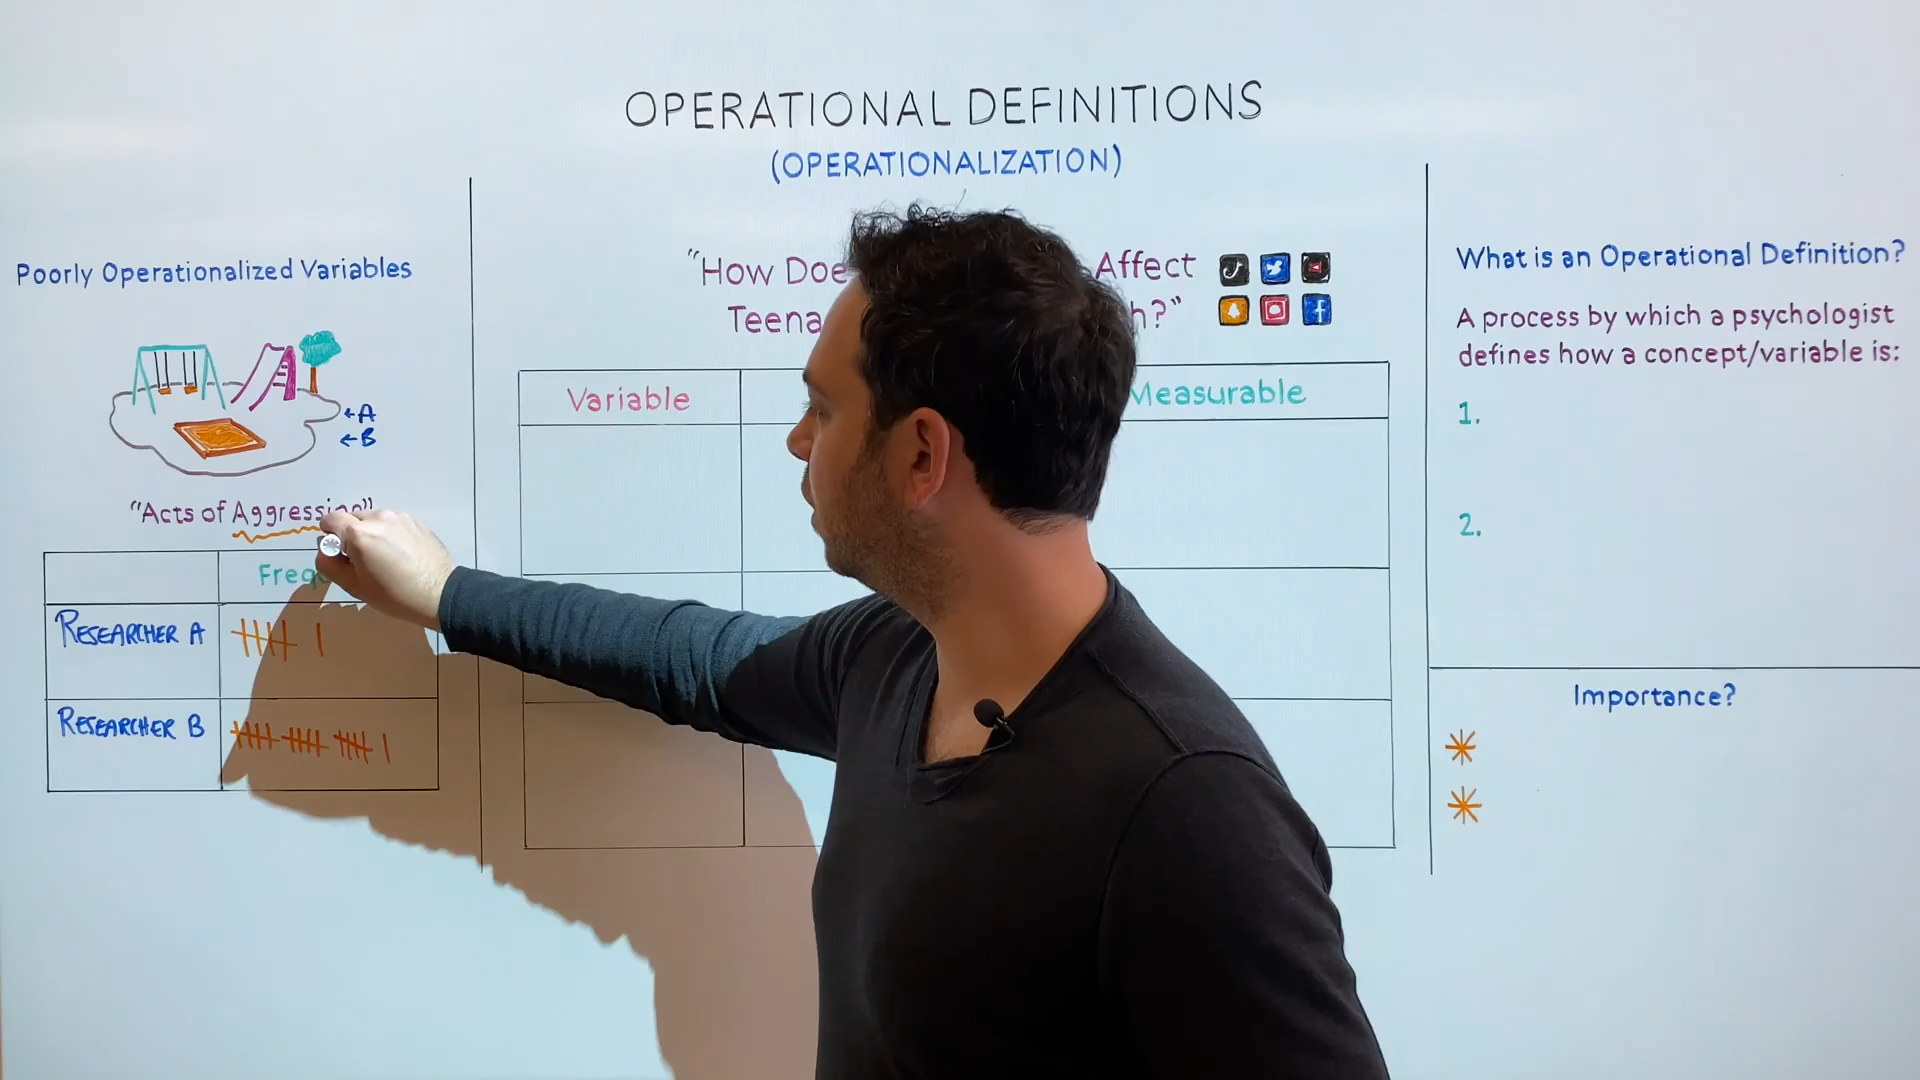 OPERATIONAL DEFINITIONS
(OPERATIONALIZATION)
Poorly Operationalized Variables
←A
←B
"Acts of Aggression"
Freq
RESEARCHER A
RESEARCHER B
"How Doe Affect
Teena h?"
f
Variable
Measurable
What is an Operational Definition?
A process by which a psychologist
defines how a concept/variable is:
1.
2.
Importance?